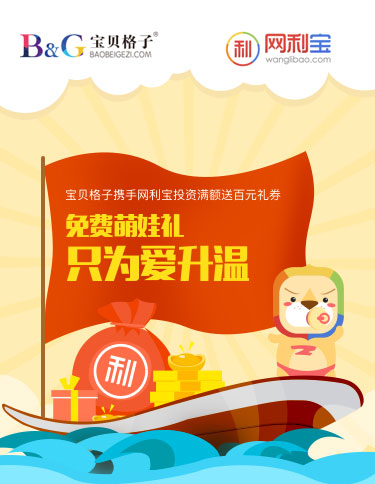 B&G 宝贝格子®
BAOBEIGEZI.COM
利 网利宝
wanglibao.com
宝贝格子携手网利宝投资满额送百元礼券
免费萌娃礼
只为爱升温
利